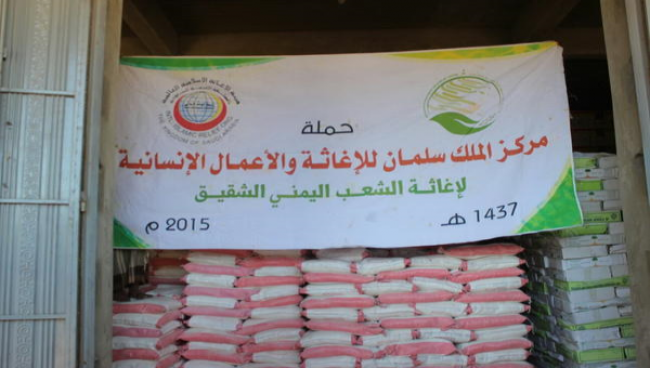 حملة
مركز الملك سلمان للإغاثة والأعمال الإنسانية
لإغاثة الشعب اليمني الشقيق
1437 هـ
2015 م